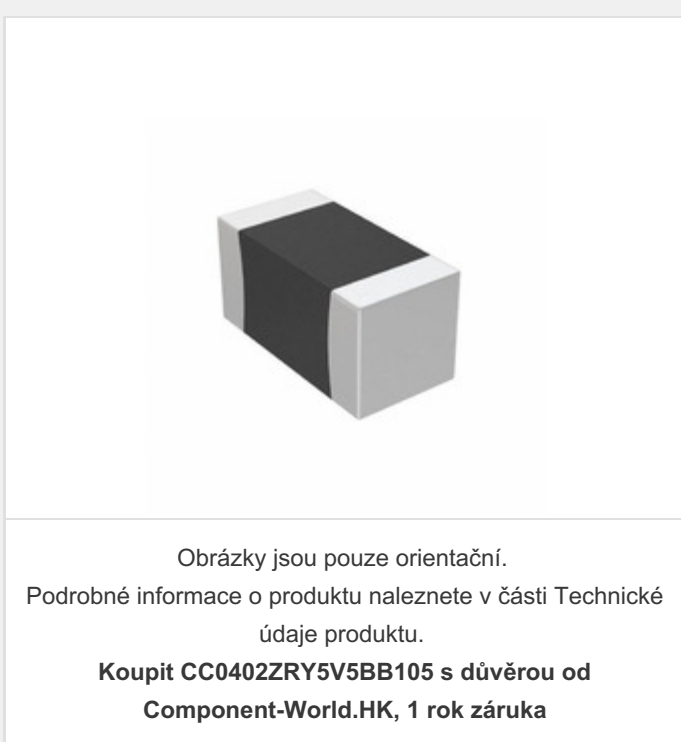 Obrázky jsou pouze orientační.
Podrobné informace o produktu naleznete v části Technické
údaje produktu.
Koupit CC0402ZRY5V5BB105 s důvěrou od
Component-World.HK, 1 rok záruka